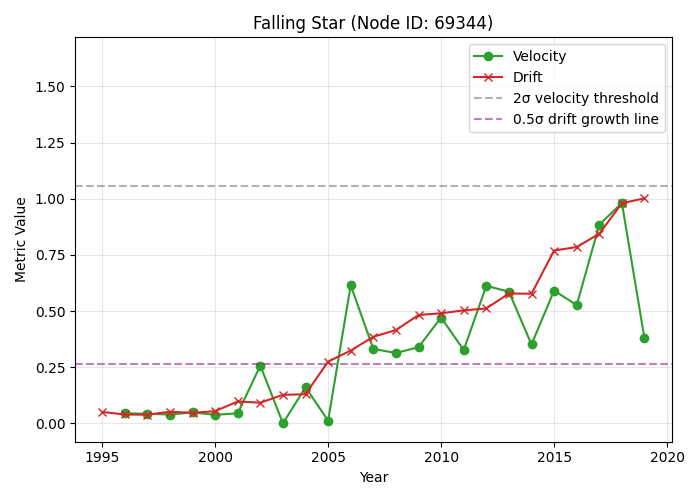 Falling Star (Node ID: 69344)
Velocity
Drift
2σ velocity threshold
0.5σ drift growth line
Metric Value
1.50
1.25
1.00
0.75
0.50
0.25
0.00
1995
2000
2005
2010
2015
2020
Year